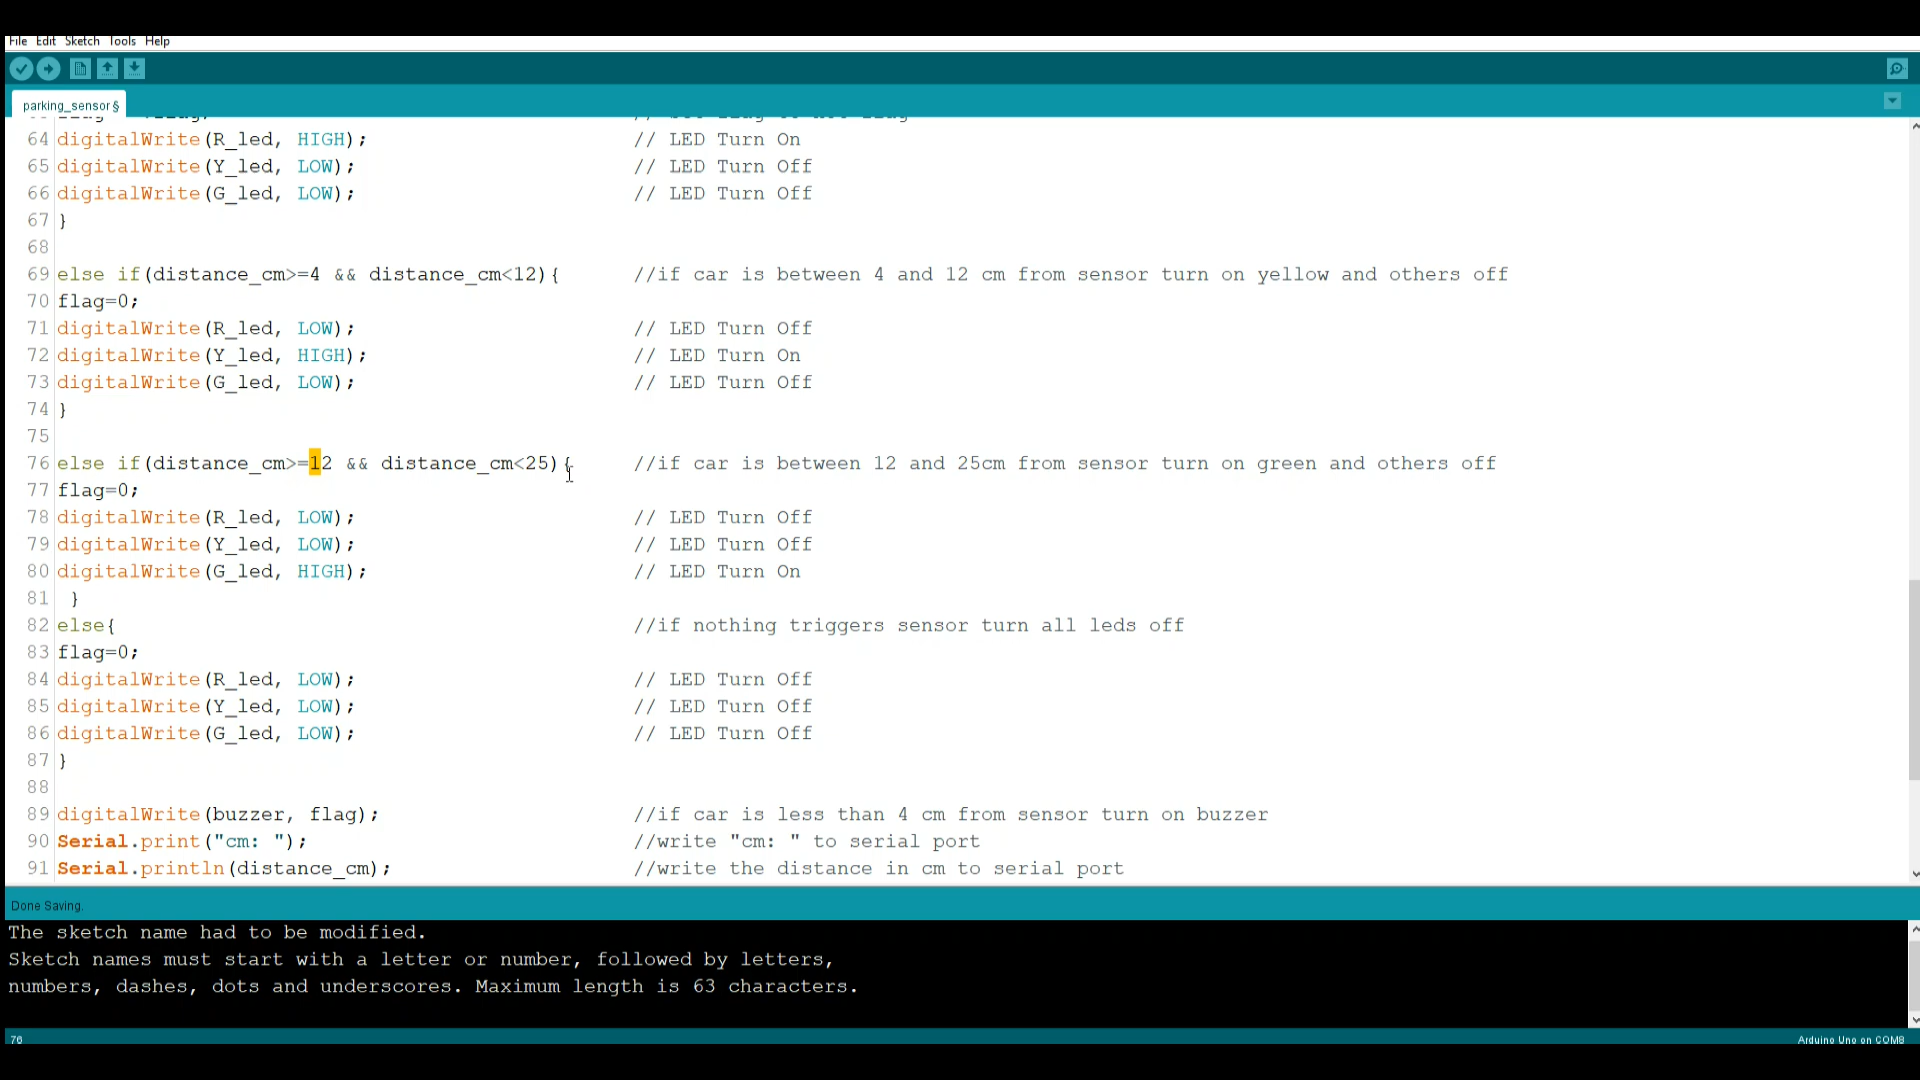 File Edit Sketch Tools Help
parking_sensor §
64 digitalWrite(R_led, HIGH); // LED Turn On
65 digitalWrite(Y_led, LOW); // LED Turn Off
66 digitalWrite(G_led, LOW); // LED Turn Off
67 }
68
69 else if(distance_cm>=4 && distance_cm<12){ //if car is between 4 and 12 cm from sensor turn on yellow and others off
70 flag=0;
71 digitalWrite(R_led, LOW); // LED Turn Off
72 digitalWrite(Y_led, HIGH); // LED Turn On
73 digitalWrite(G_led, LOW); // LED Turn Off
74 }
75
76 else if(distance_cm>=12 && distance_cm<25){ //if car is between 12 and 25cm from sensor turn on green and others off
77 flag=0;
78 digitalWrite(R_led, LOW); // LED Turn Off
79 digitalWrite(Y_led, LOW); // LED Turn Off
80 digitalWrite(G_led, HIGH); // LED Turn On
81 }
82 else{ //if nothing triggers sensor turn all leds off
83 flag=0;
84 digitalWrite(R_led, LOW); // LED Turn Off
85 digitalWrite(Y_led, LOW); // LED Turn Off
86 digitalWrite(G_led, LOW); // LED Turn Off
87 }
88
89 digitalWrite(buzzer, flag); //if car is less than 4 cm from sensor turn on buzzer
90 Serial.print("cm: "); //write "cm: " to serial port
91 Serial.println(distance_cm); //write the distance in cm to serial port
Done Saving.
The sketch name had to be modified.
Sketch names must start with a letter or number, followed by letters,
numbers, dashes, dots and underscores. Maximum length is 63 characters.
76 Arduino Uno on COM8